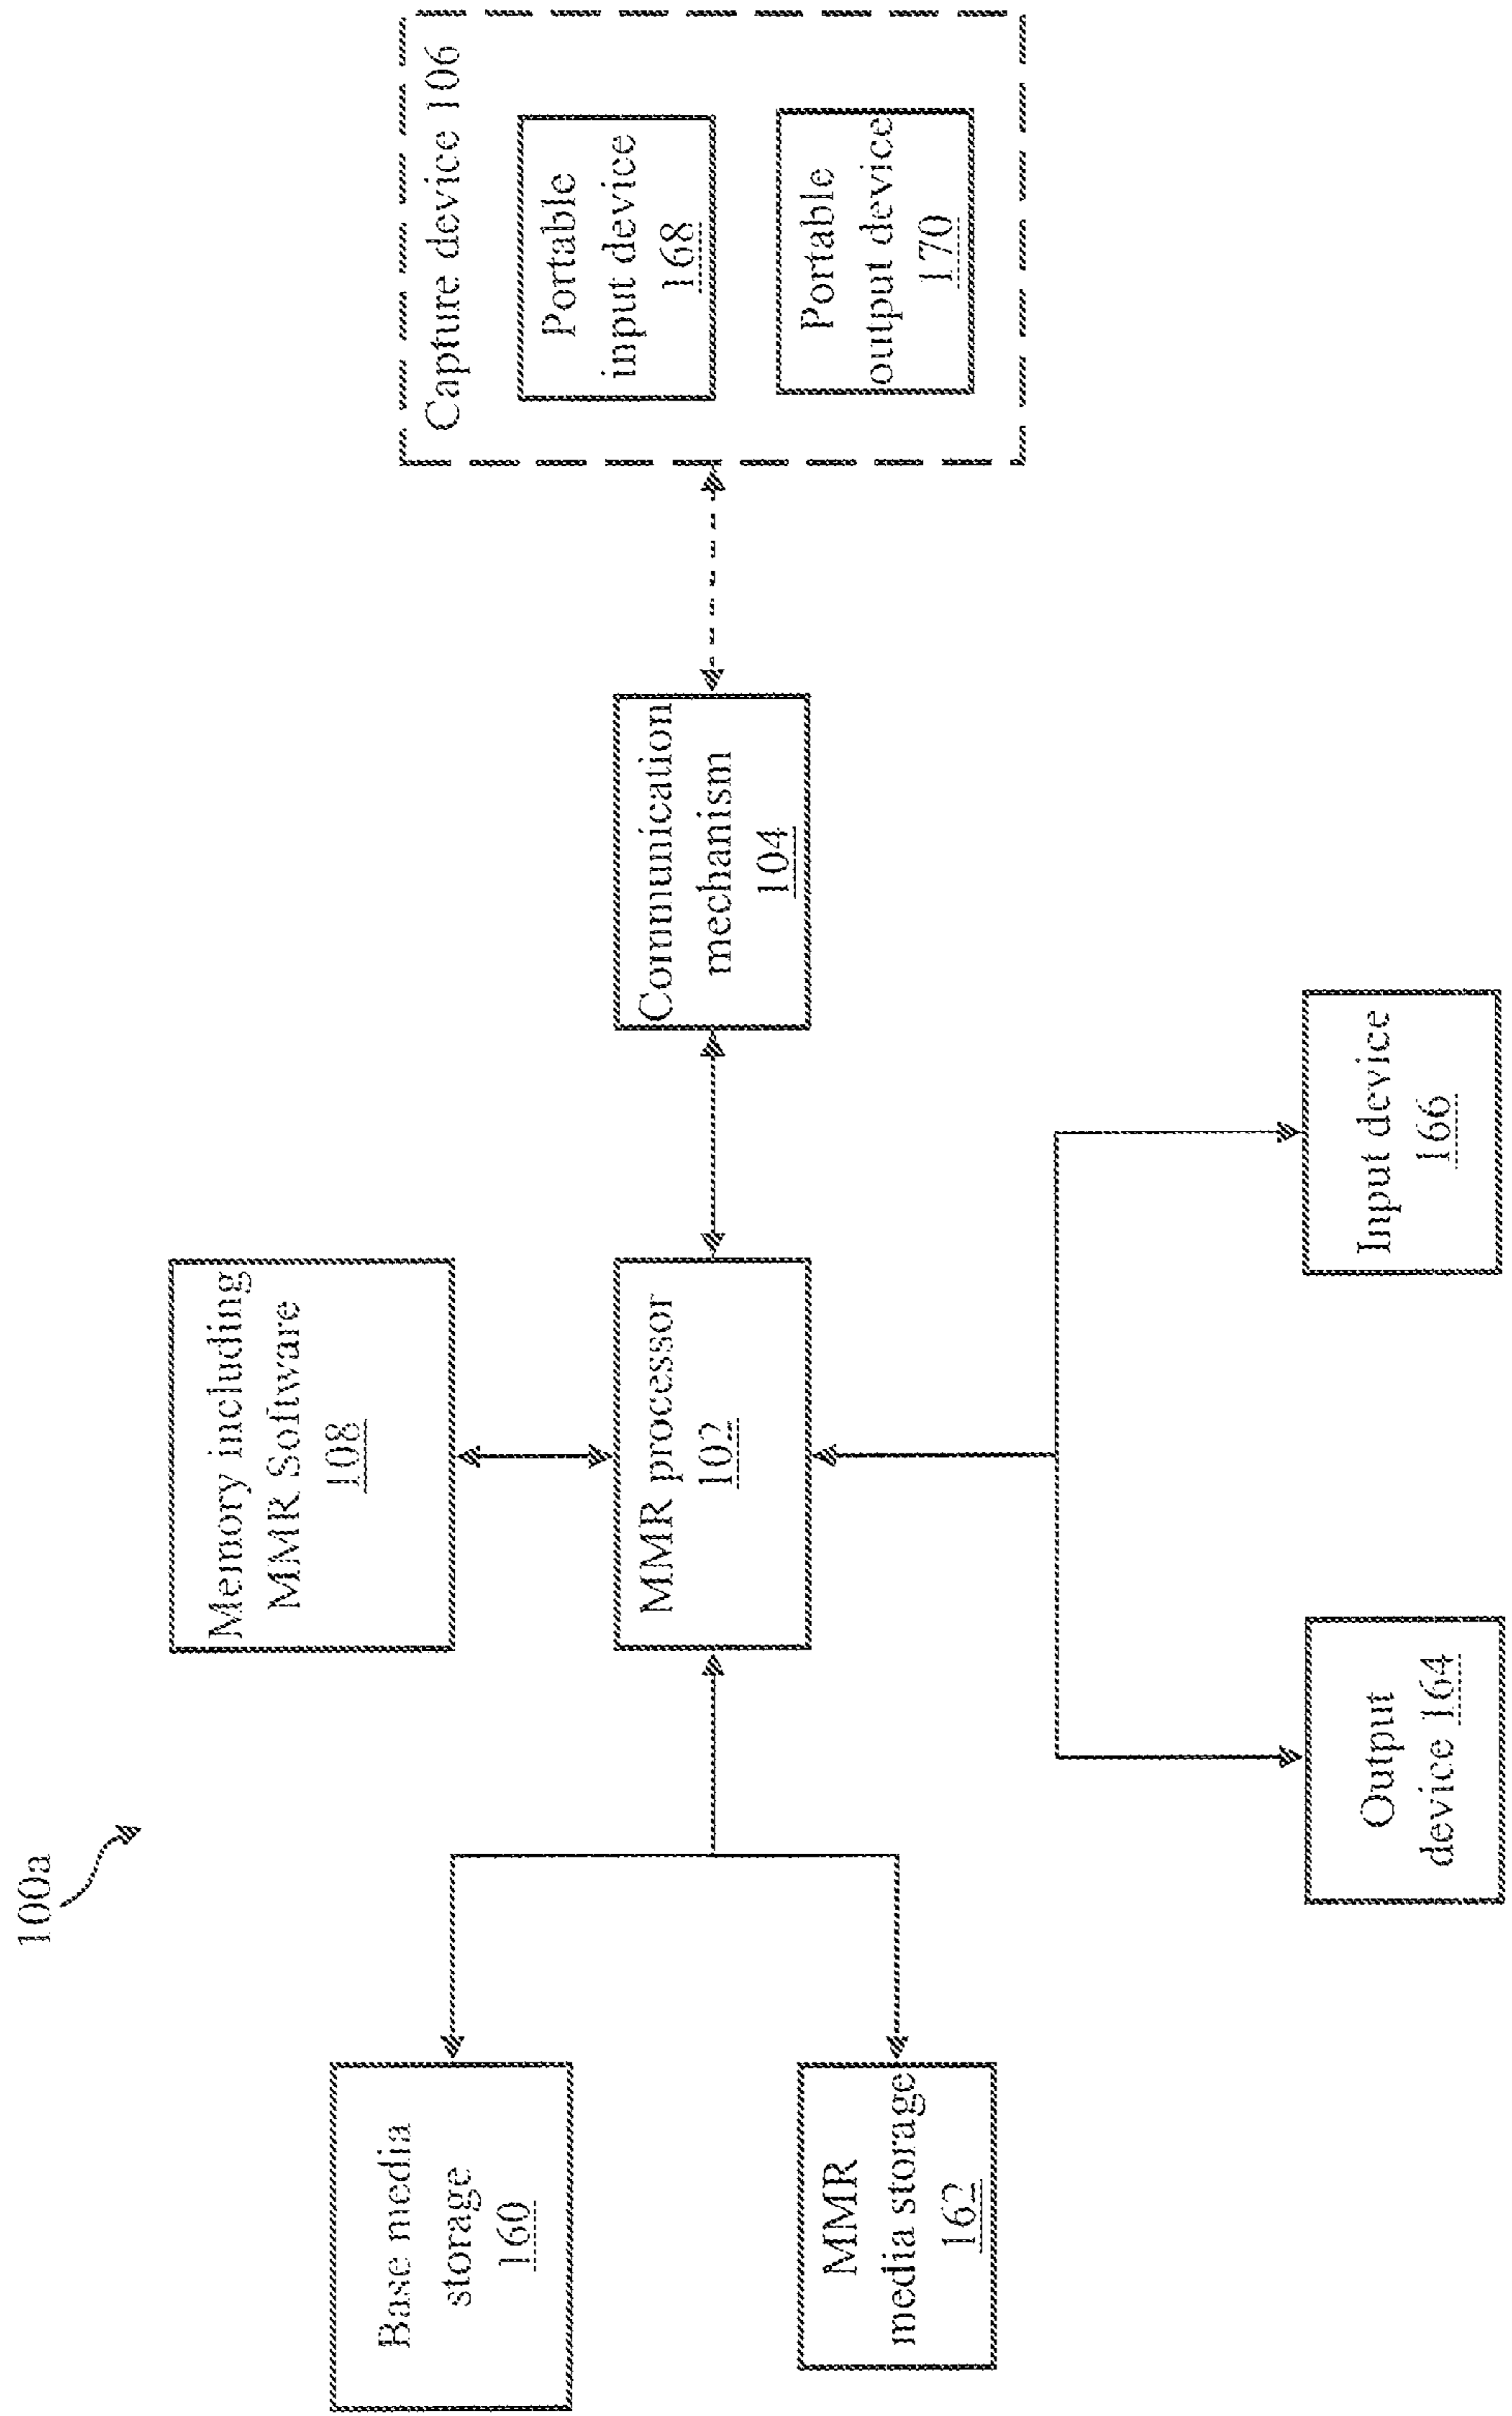 100a
Base media
storage
160
MMR
media storage
162
Memory including
MMR Software
108
MMR processor
102
Output
device 164
Input device
166
Communication
mechanism
104
Capture device 106
Portable
input device
168
Portable
output device
170